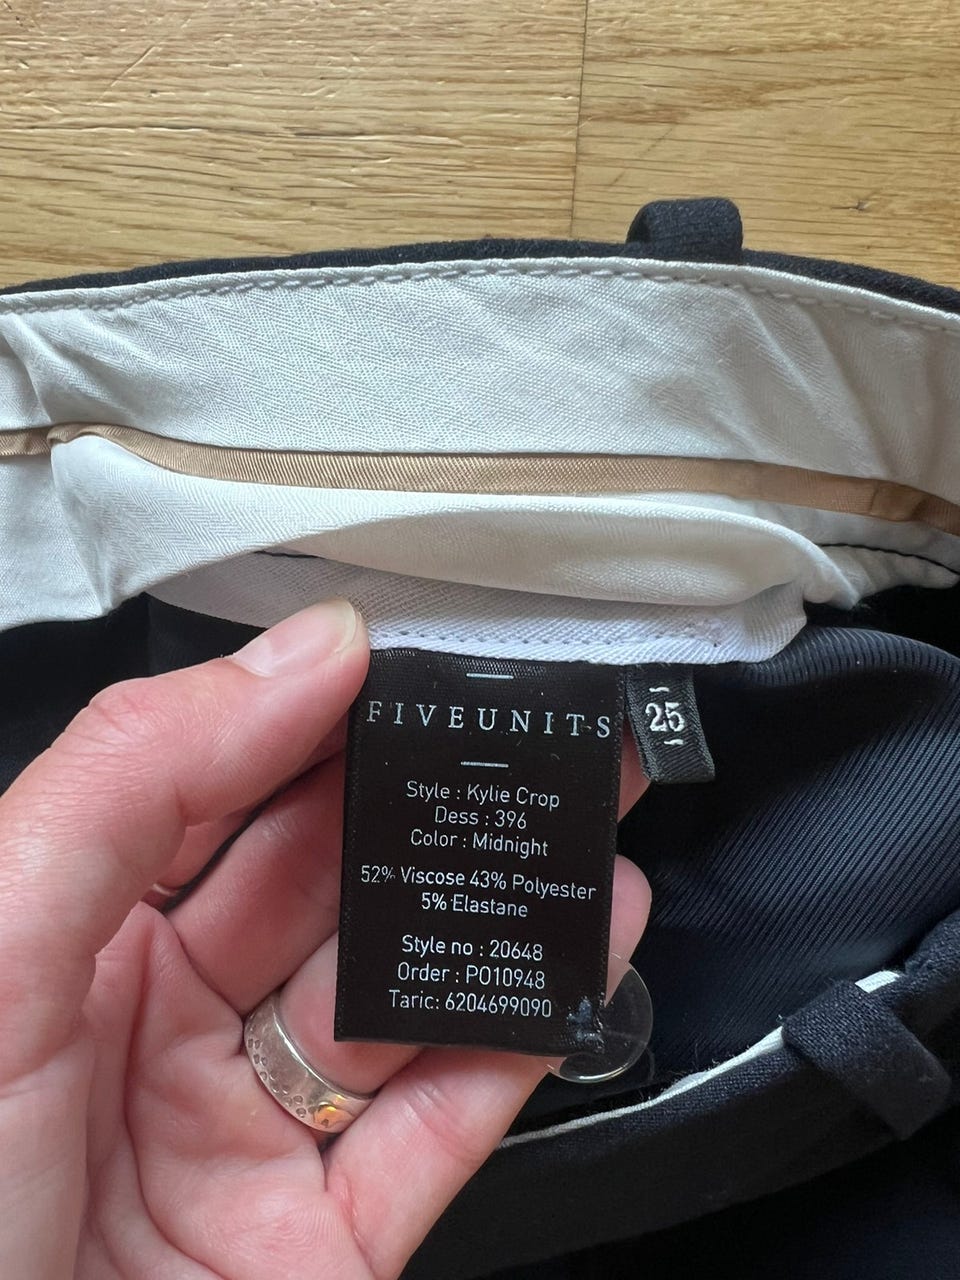 FIVEUNITS
25
Style : Kylie Crop
Dess : 396
Color : Midnight
52% Viscose 43% Polyester
5% Elastane
Style no : 20648
Order : PO10948
Taric: 6204699090